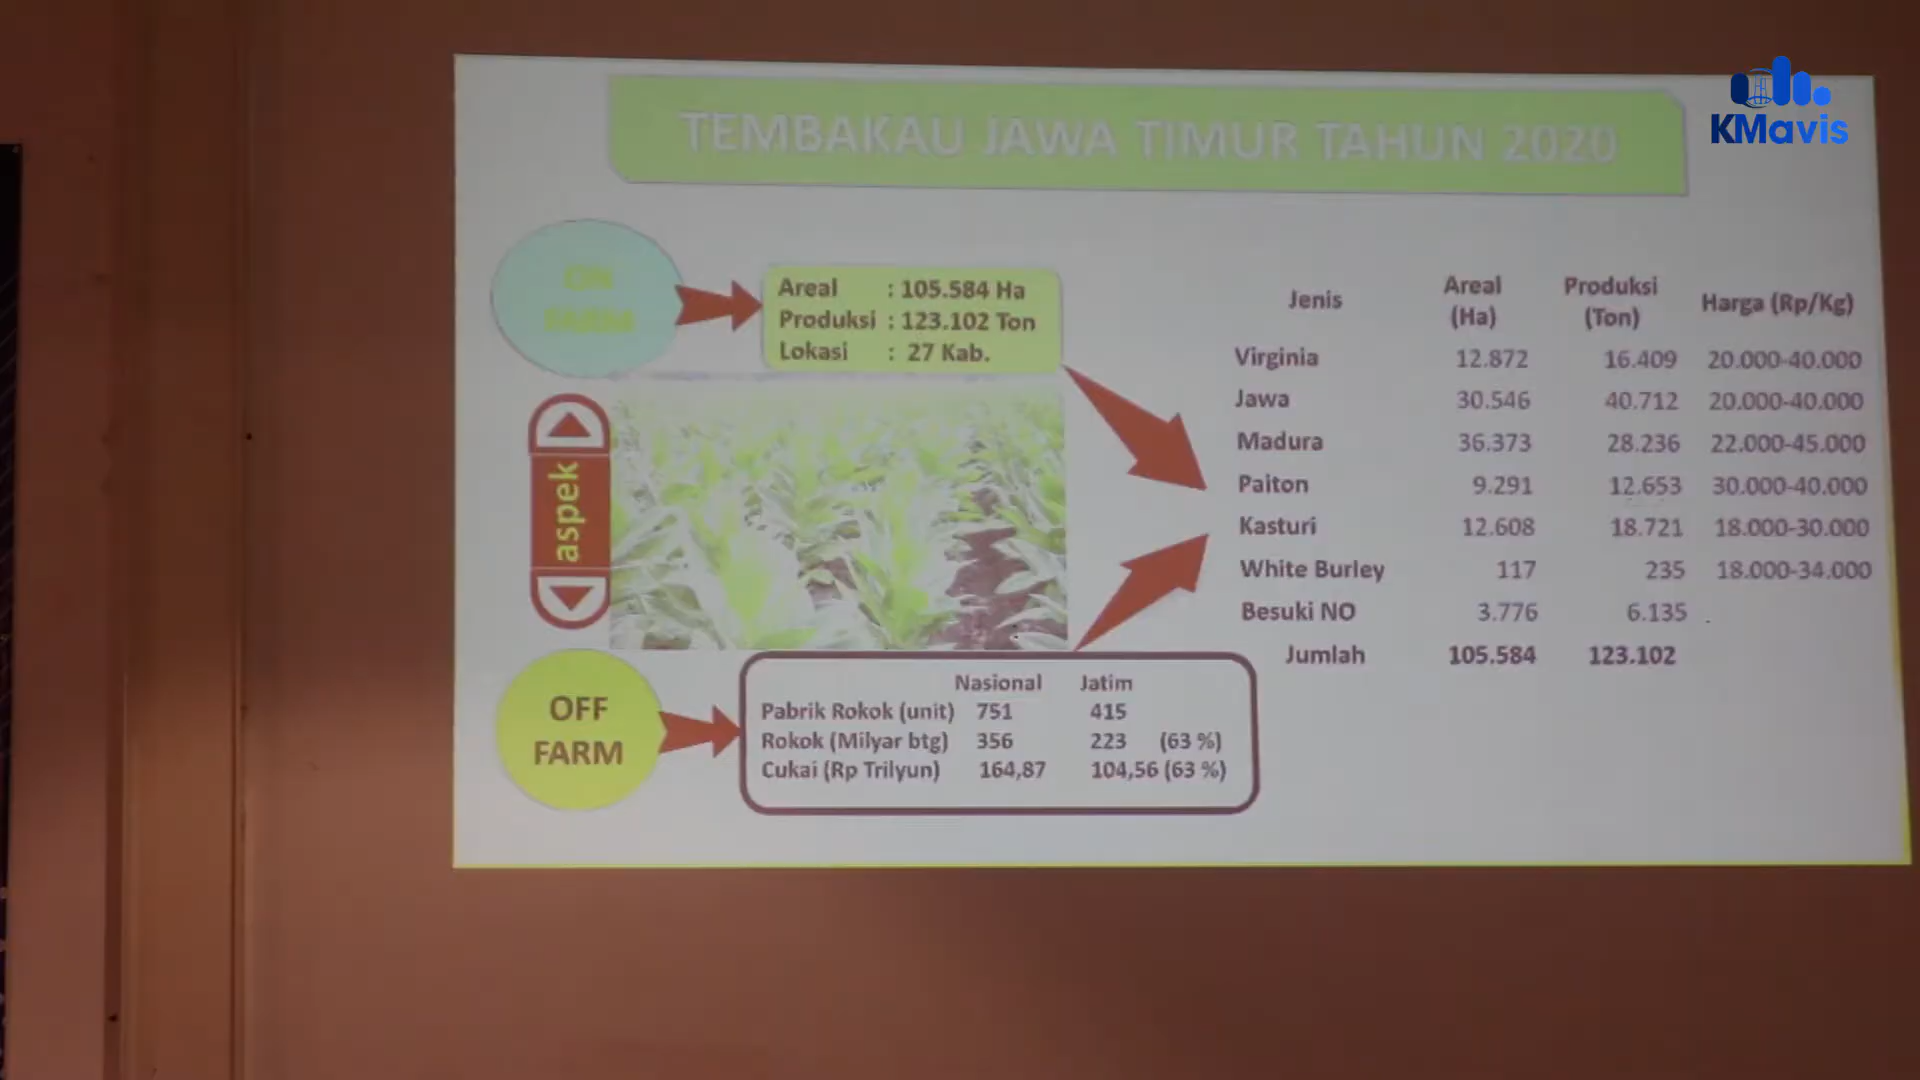 KMavis
TEMBAKAU JAWA TIMUR TAHUN 2020
ON
FARM
Areal : 105.584 Ha
Produksi : 123.102 Ton
Lokasi : 27 Kab.
aspek
OFF
FARM
Nasional Jatim
Pabrik Rokok (unit) 751 415
Rokok (Milyar btg) 356 223 (63 %)
Cukai (Rp Trilyun) 164,87 104,56 (63 %)
Jenis Areal (Ha) Produksi (Ton) Harga (Rp/Kg)
Virginia 12.872 16.409 20.000-40.000
Jawa 30.546 40.712 20.000-40.000
Madura 36.373 28.236 22.000-45.000
Paiton 9.291 12.653 30.000-40.000
Kasturi 12.608 18.721 18.000-30.000
White Burley 117 235 18.000-34.000
Besuki NO 3.776 6.135
Jumlah 105.584 123.102